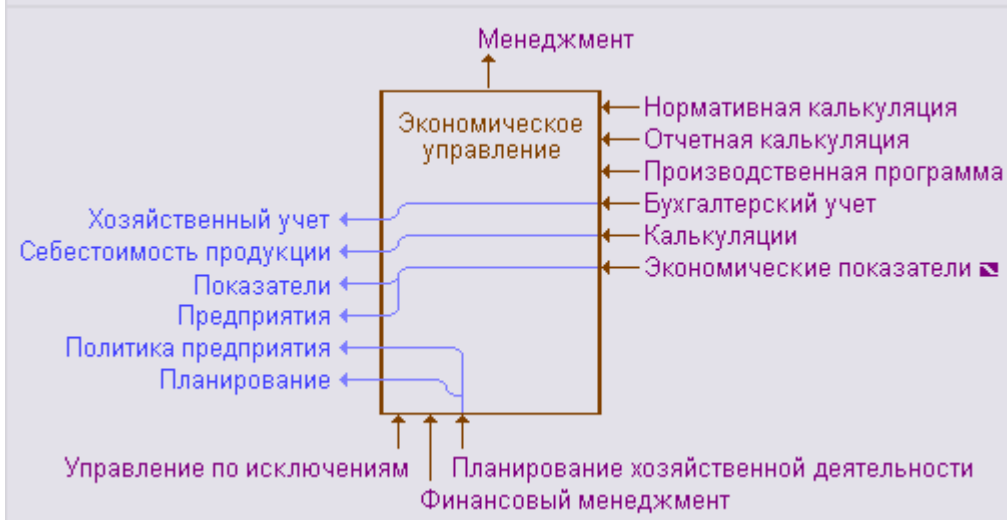 Менеджмент
Экономическое
управление
Нормативная калькуляция
Отчетная калькуляция
Производственная программа
Бухгалтерский учет
Калькуляции
Экономические показатели
Хозяйственный учет
Себестоимость продукции
Показатели
Предприятия
Политика предприятия
Планирование
Управление по исключениям
Планирование хозяйственной деятельности
Финансовый менеджмент